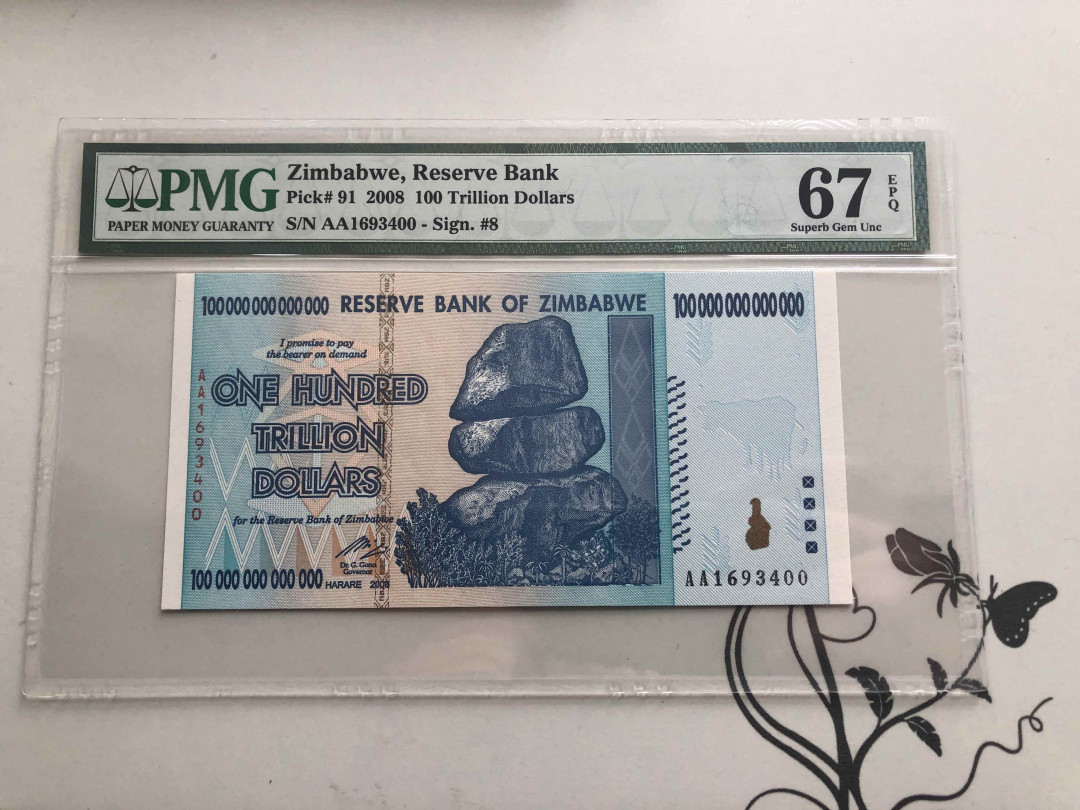 PMG
PAPER MONEY GUARANTY
Zimbabwe, Reserve Bank
Pick# 91 2008 100 Trillion Dollars
S/N AA1693400 - Sign. #8
67
EPQ
Superb Gem Unc
100 000 000 000 000 RESERVE BANK OF ZIMBABWE 100 000 000 000 000
I promise to pay
the bearer on demand
ONE HUNDRED
TRILLION
DOLLARS
AA1693400
for the Reserve Bank of Zimbabwe
Dr. G. Gono
Governor
100 000 000 000 000 HARARE 2008
AA1693400